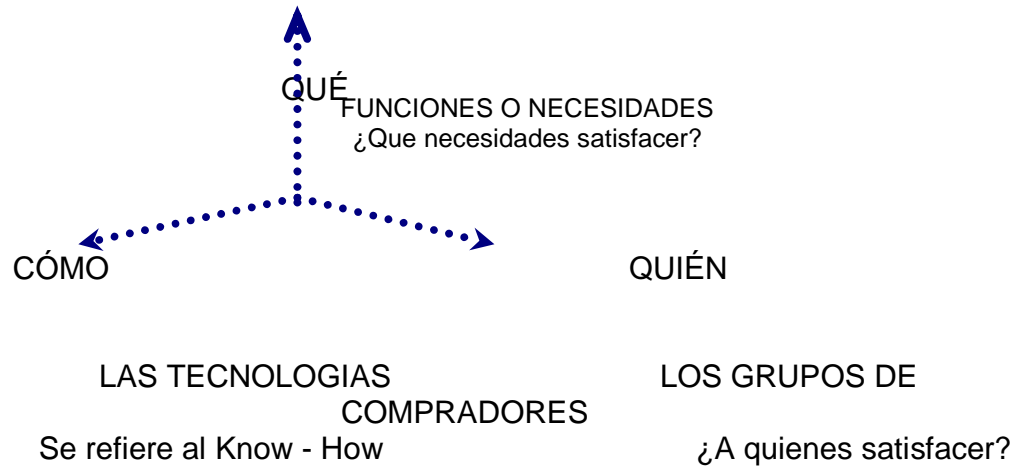 QUÉ
FUNCIONES O NECESIDADES
¿Que necesidades satisfacer?
CÓMO QUIÉN
LAS TECNOLOGIAS LOS GRUPOS DE
COMPRADORES
Se refiere al Know - How ¿A quienes satisfacer?